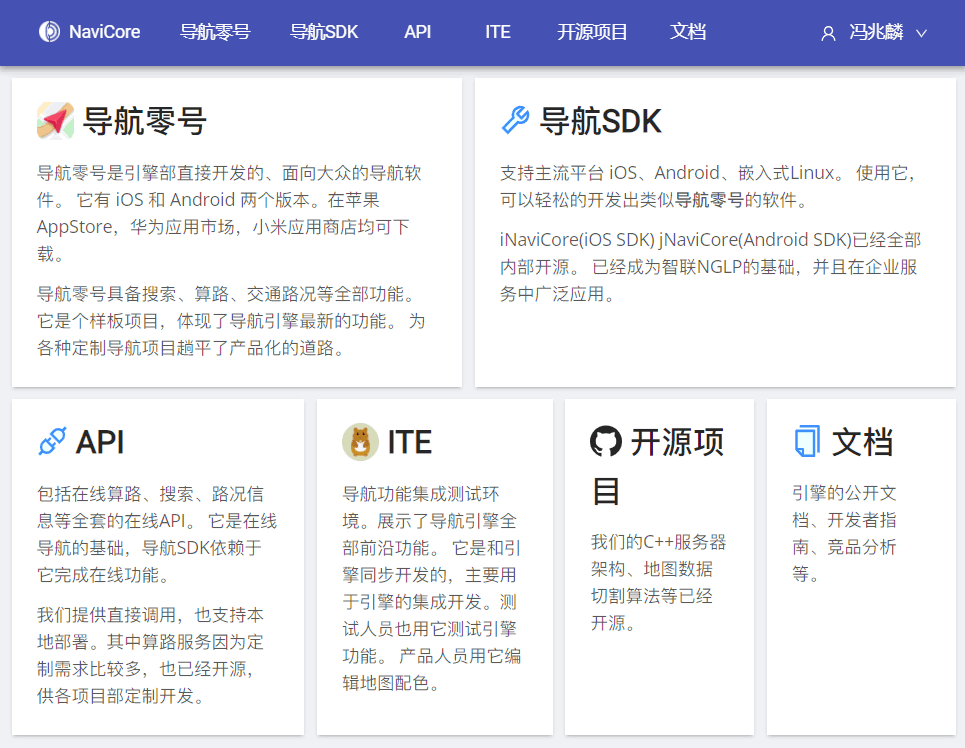 NaviCore 导航零号 导航SDK API ITE 开源项目 文档 冯兆麟
导航零号
导航零号是引擎部直接开发的、面向大众的导航软
件。 它有 iOS 和 Android 两个版本。在苹果
AppStore，华为应用市场，小米应用商店均可下
载。
导航零号具备搜索、算路、交通路况等全部功能。
它是个样板项目，体现了导航引擎最新的功能。 为
各种定制导航项目趟平了产品化的道路。
导航SDK
支持主流平台 iOS、Android、嵌入式Linux。 使用它，
可以轻松的开发出类似导航零号的软件。
iNaviCore(iOS SDK) jNaviCore(Android SDK)已经全部
内部开源。 已经成为智联NGLP的基础，并且在企业服
务中广泛应用。
API
包括在线算路、搜索、路况信
息等全套的在线API。 它是在线
导航的基础，导航SDK依赖于
它完成在线功能。
我们提供直接调用，也支持本
地部署。其中算路服务因为定
制需求比较多，也已经开源，
供各项目部定制开发。
ITE
导航功能集成测试环
境。展示了导航引擎全
部前沿功能。 它是和引
擎同步开发的，主要用
于引擎的集成开发。测
试人员也用它测试引擎
功能。 产品人员用它编
辑地图配色。
开源项
目
我们的C++服务器
架构、地图数据
切割算法等已经
开源。
文档
引擎的公开文
档、开发者指
南、竞品分析
等。